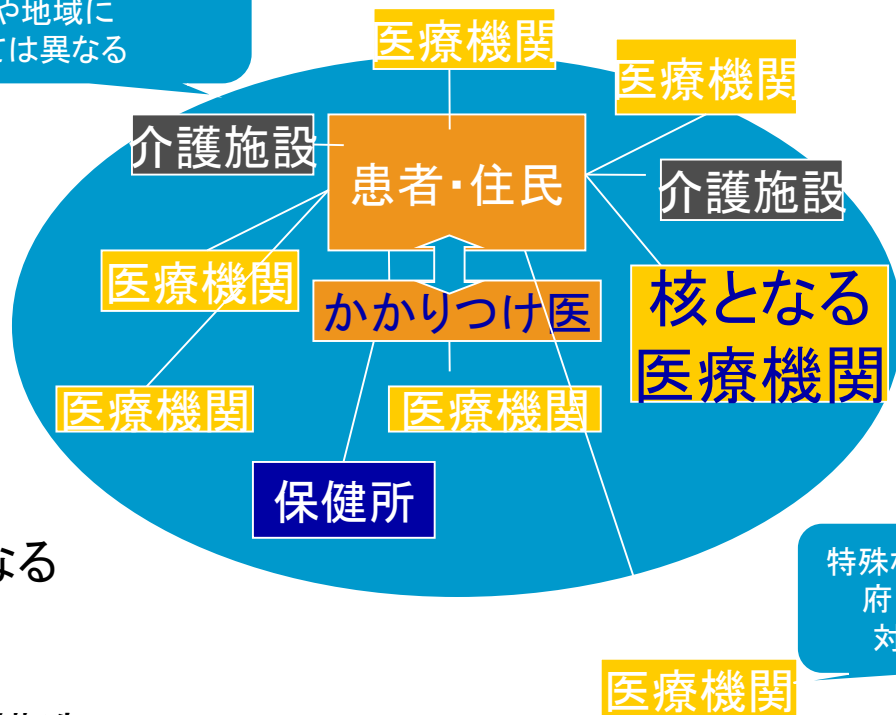 や地域に
ては異なる
医療機関
医療機関
介護施設
患者・住民
介護施設
医療機関
かかりつけ医
核となる
医療機関
医療機関
医療機関
保健所
なる
特殊
府
対
医療機関